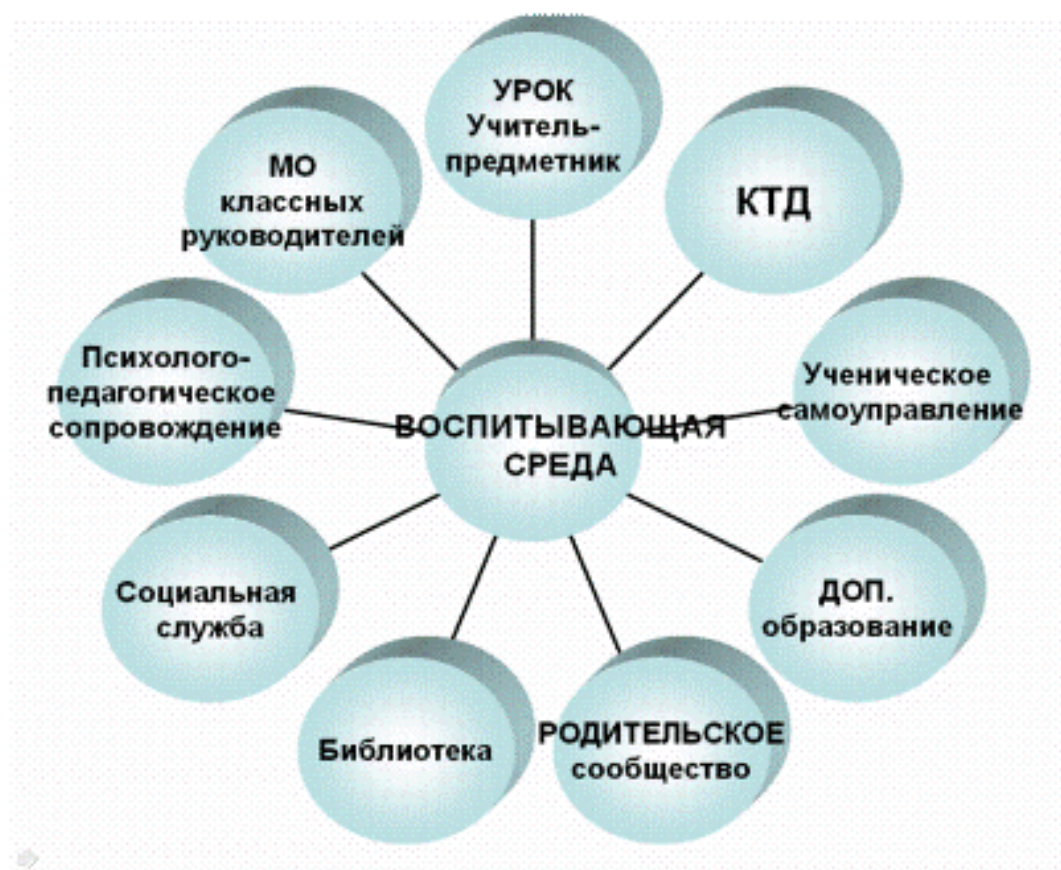 УРОК
Учитель-
предметник
КТД
Ученическое
самоуправление
ДОП.
образование
РОДИТЕЛЬСКОЕ
сообщество
Библиотека
Социальная
служба
Психолого-
педагогическое
сопровождение
МО
классных
руководителей
ВОСПИТЫВАЮЩАЯ
СРЕДА